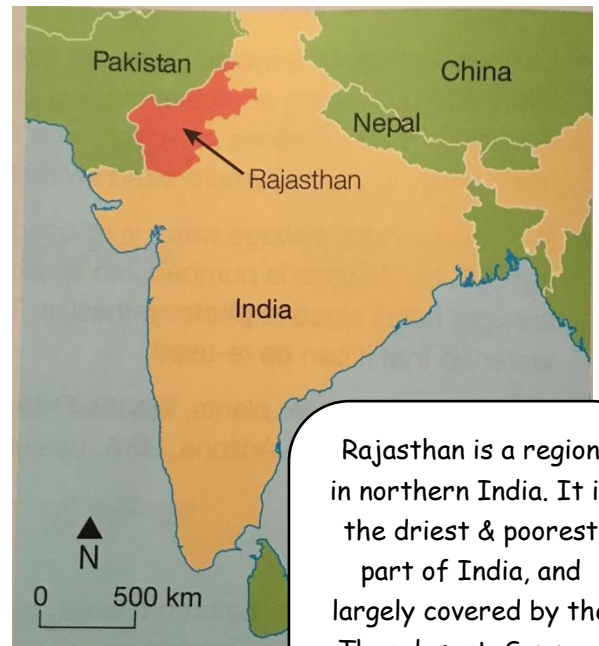 Pakistan
China
Nepal
Rajasthan
India
N
0 500 km
Rajasthan is a region
in northern India. It
the driest & poorest
part of India, and
largely covered by